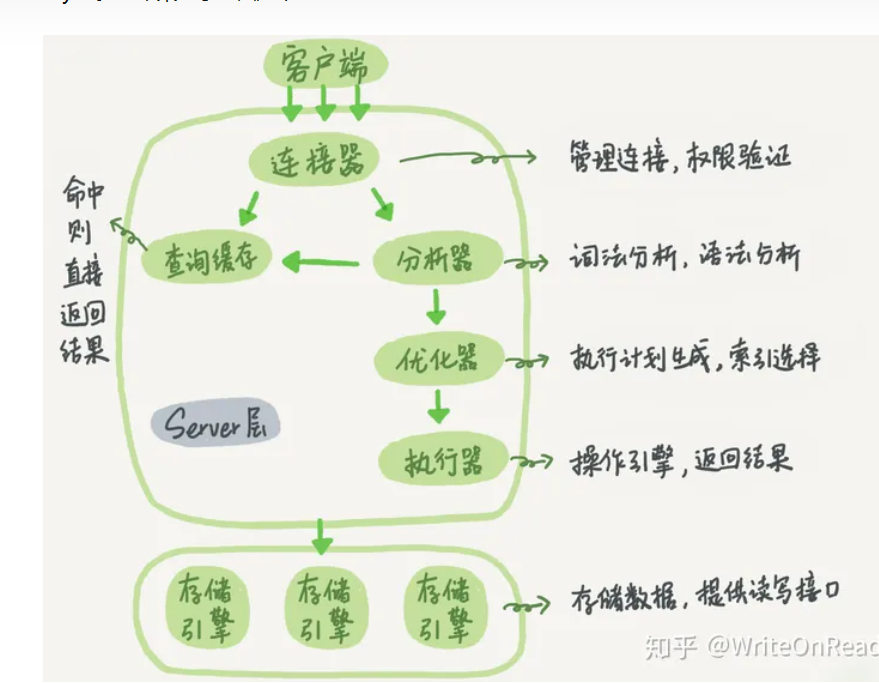 客户端
连接器
管理连接，权限验证
命中
则
直接
返回
结果
查询缓存
分析器
词法分析，语法分析
优化器
执行计划生成，索引选择
Server层
执行器
操作引擎，返回结果
存储
引擎
存储
引擎
存储
引擎
存储数据，提供读写接口
知乎 @WriteOnRead